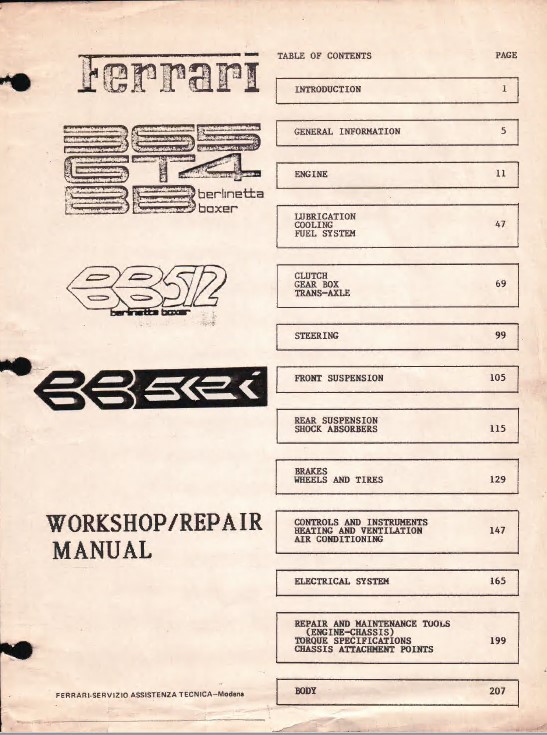 Ferrari
365
GT4
BB berlinetta
boxer
BB512
berlinetta boxer
BB512i
WORKSHOP/REPAIR
MANUAL
FERRARI-SERVIZIO ASSISTENZA TECNICA-Modena
TABLE OF CONTENTS PAGE
INTRODUCTION 1
GENERAL INFORMATION 5
ENGINE 11
LUBRICATION
COOLING 47
FUEL SYSTEM
CLUTCH
GEAR BOX 69
TRANS-AXLE
STEERING 99
FRONT SUSPENSION 105
REAR SUSPENSION
SHOCK ABSORBERS 115
BRAKES
WHEELS AND TIRES 129
CONTROLS AND INSTRUMENTS
HEATING AND VENTILATION 147
AIR CONDITIONING
ELECTRICAL SYSTEM 165
REPAIR AND MAINTENANCE TOOLS
(ENGINE-CHASSIS)
TORQUE SPECIFICATIONS 199
CHASSIS ATTACHMENT POINTS
BODY 207